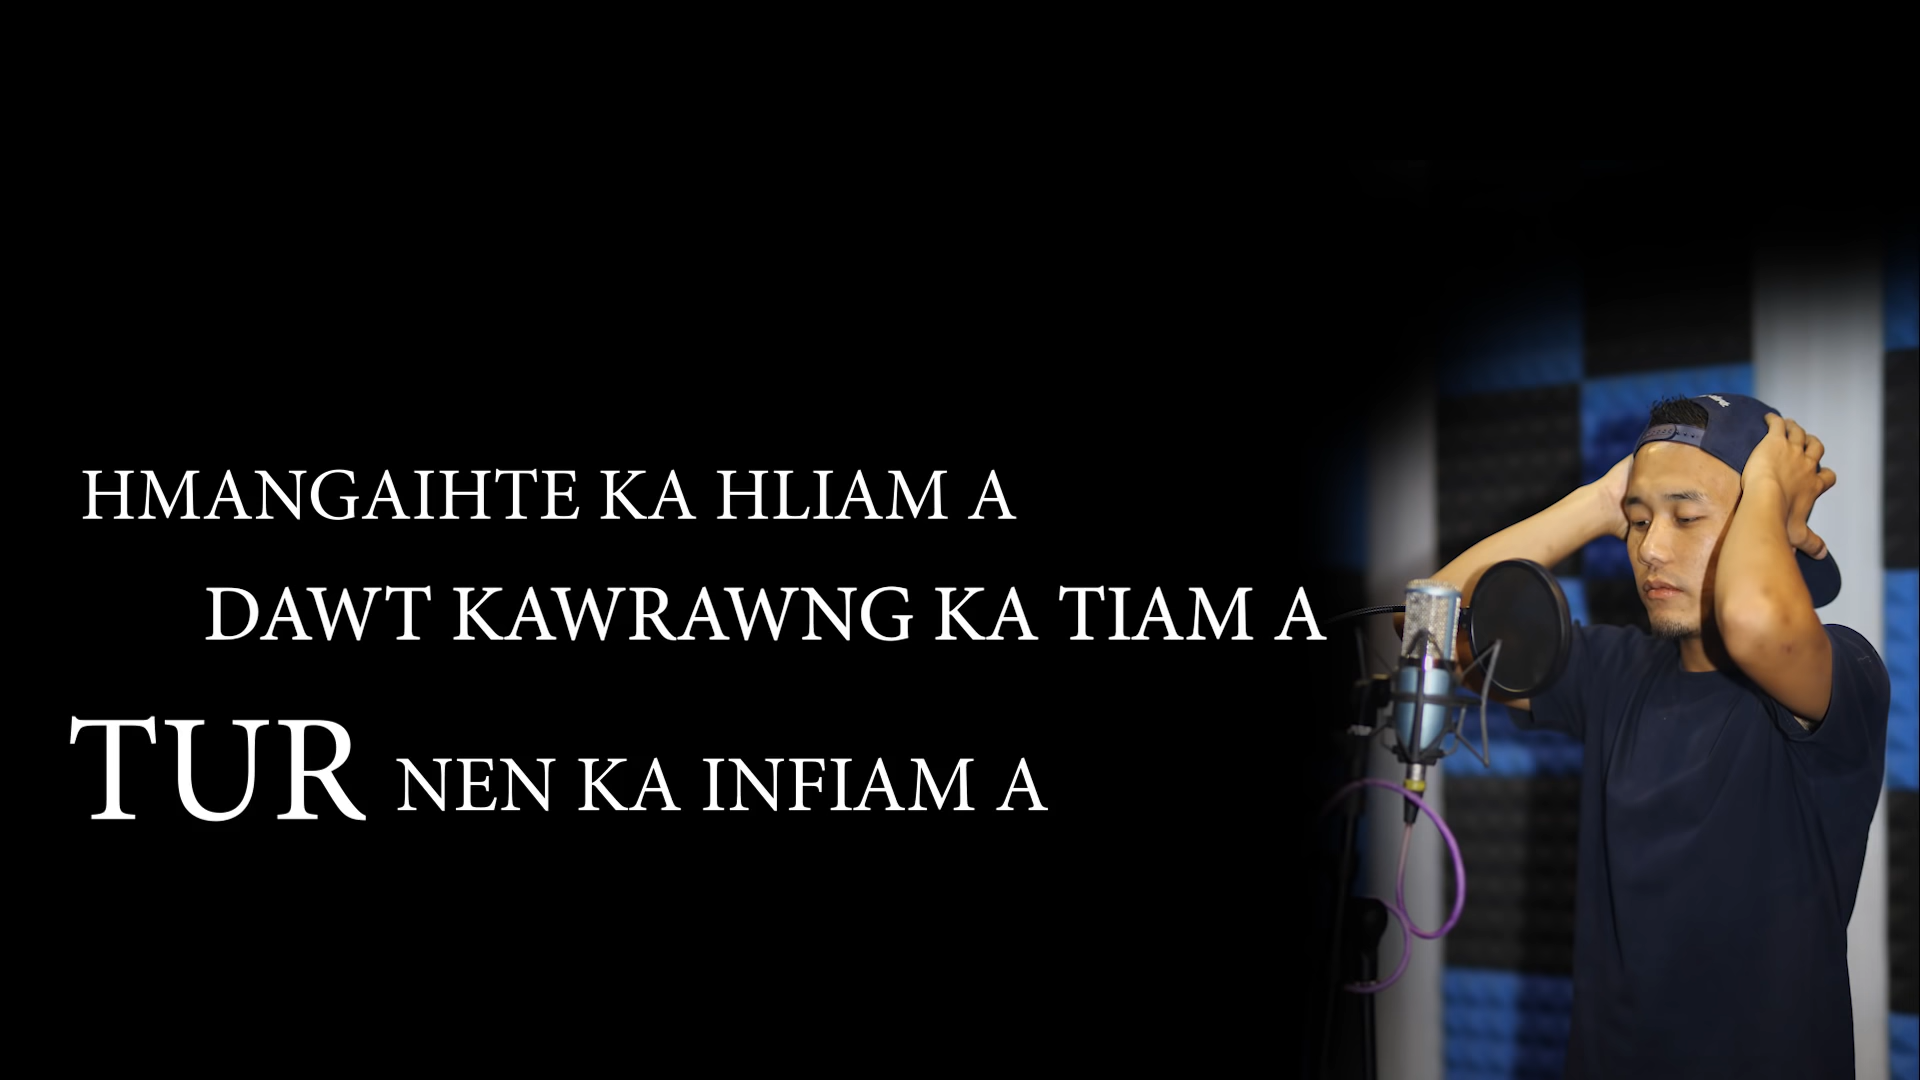 HMANGAIHTE KA HLIAM A
DAWT KAWRAWNG KA TIAM A
TUR NEN KA INFIAM A